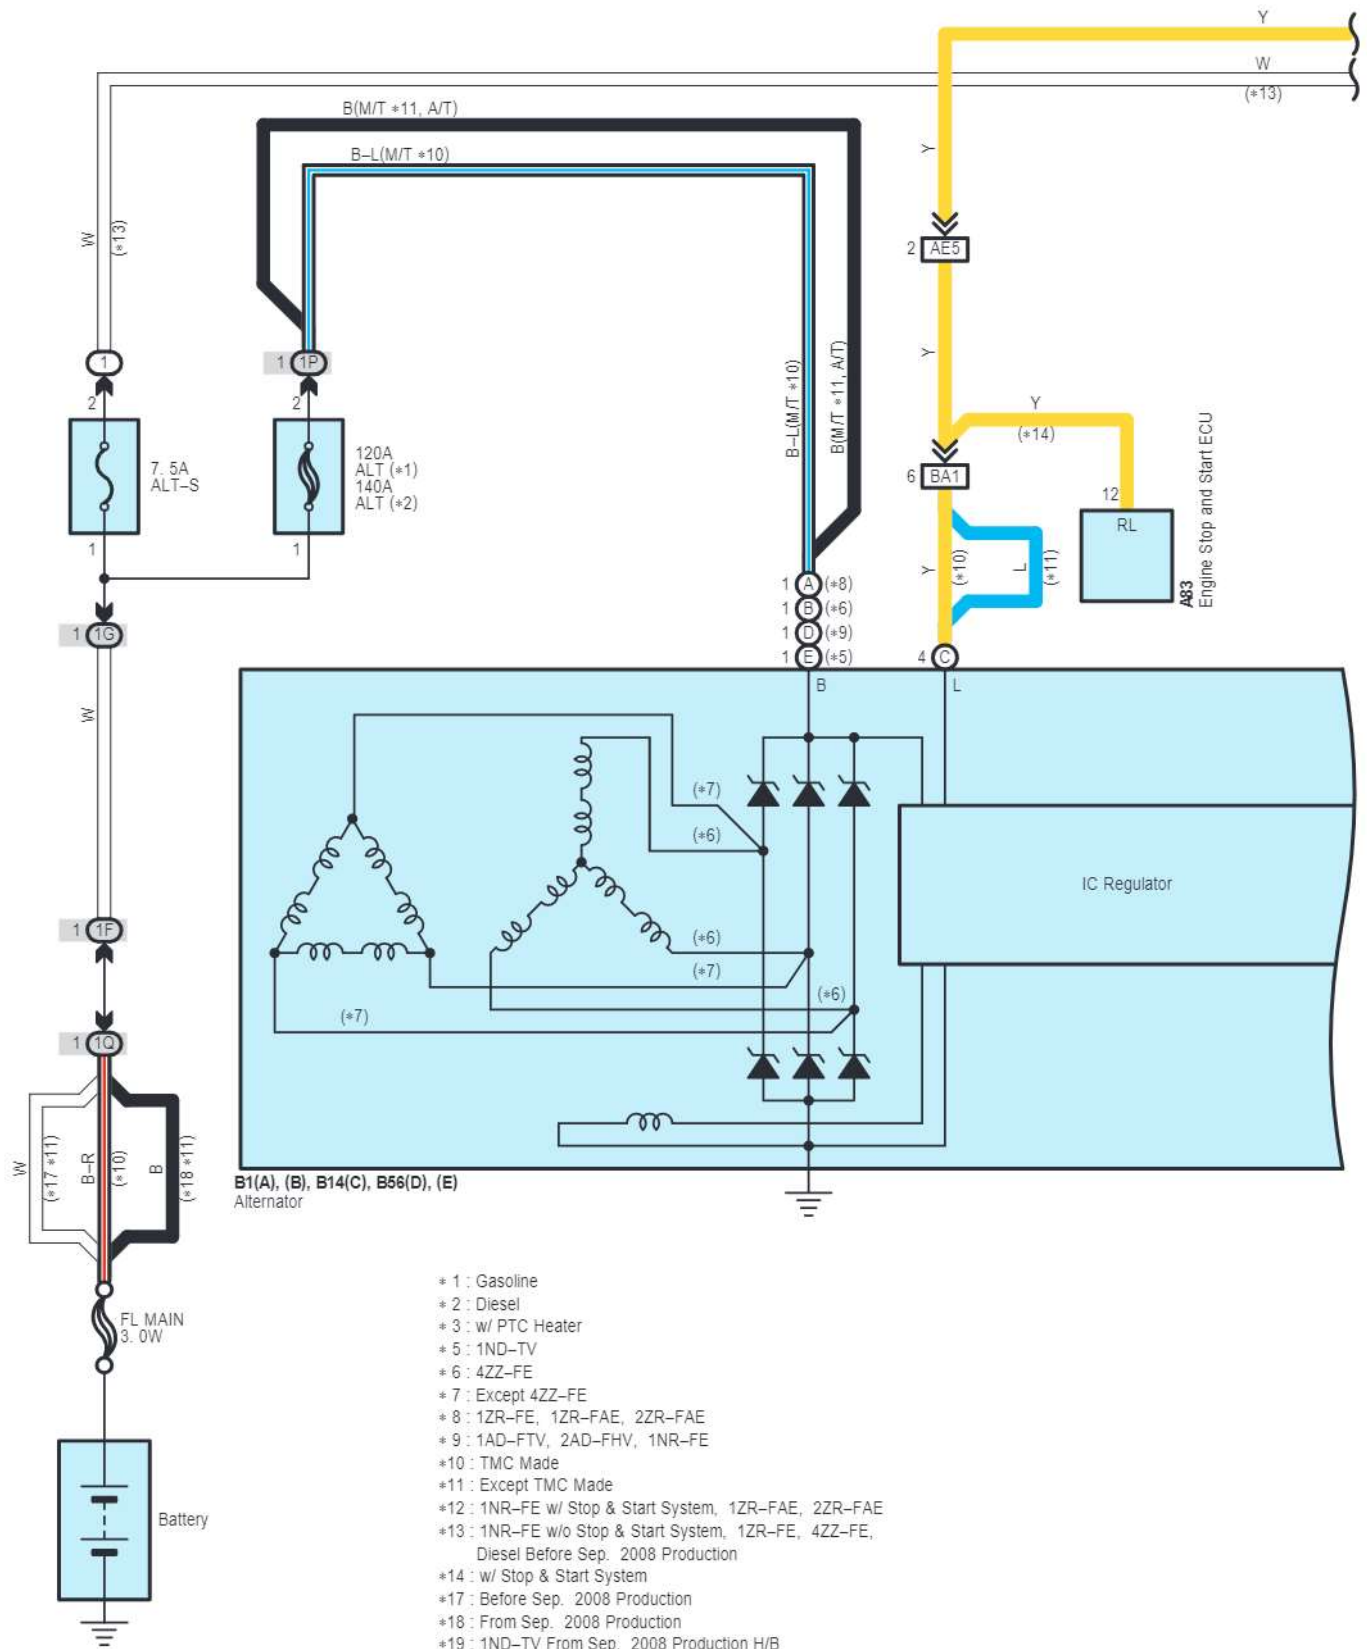 Y
W
(*13)
B(M/T *11, A/T)
B–L(M/T *10)
Y
W
(*13)
2 AE5
1
1 1P
2
2
Y
B–L(M/T *10)
B(M/T *11, A/T)
Y
(*14)
7. 5A
ALT–S
120A
ALT (*1)
140A
ALT (*2)
6 BA1
12
RL
A83
Engine Stop and Start ECU
1
1
Y
(*10)
L
(*11)
1 A (*8)
1 B (*6)
1 D (*9)
1 E (*5)
4 C
1 1G
B
L
W
(*7)
(*6)
IC Regulator
1 1F
(*6)
(*7)
(*6)
(*7)
1 1Q
W
(*17 *11)
B–R
(*10)
B
(*18 *11)
B1(A), (B), B14(C), B56(D), (E)
Alternator
FL MAIN
3. 0W
Battery
* 1 : Gasoline
* 2 : Diesel
* 3 : w/ PTC Heater
* 5 : 1ND–TV
* 6 : 4ZZ–FE
* 7 : Except 4ZZ–FE
* 8 : 1ZR–FE, 1ZR–FAE, 2ZR–FAE
* 9 : 1AD–FTV, 2AD–FHV, 1NR–FE
*10 : TMC Made
*11 : Except TMC Made
*12 : 1NR–FE w/ Stop & Start System, 1ZR–FAE, 2ZR–FAE
*13 : 1NR–FE w/o Stop & Start System, 1ZR–FE, 4ZZ–FE,
Diesel Before Sep. 2008 Production
*14 : w/ Stop & Start System
*17 : Before Sep. 2008 Production
*18 : From Sep. 2008 Production
*19 : 1ND–TV From Sep. 2008 Production H/B